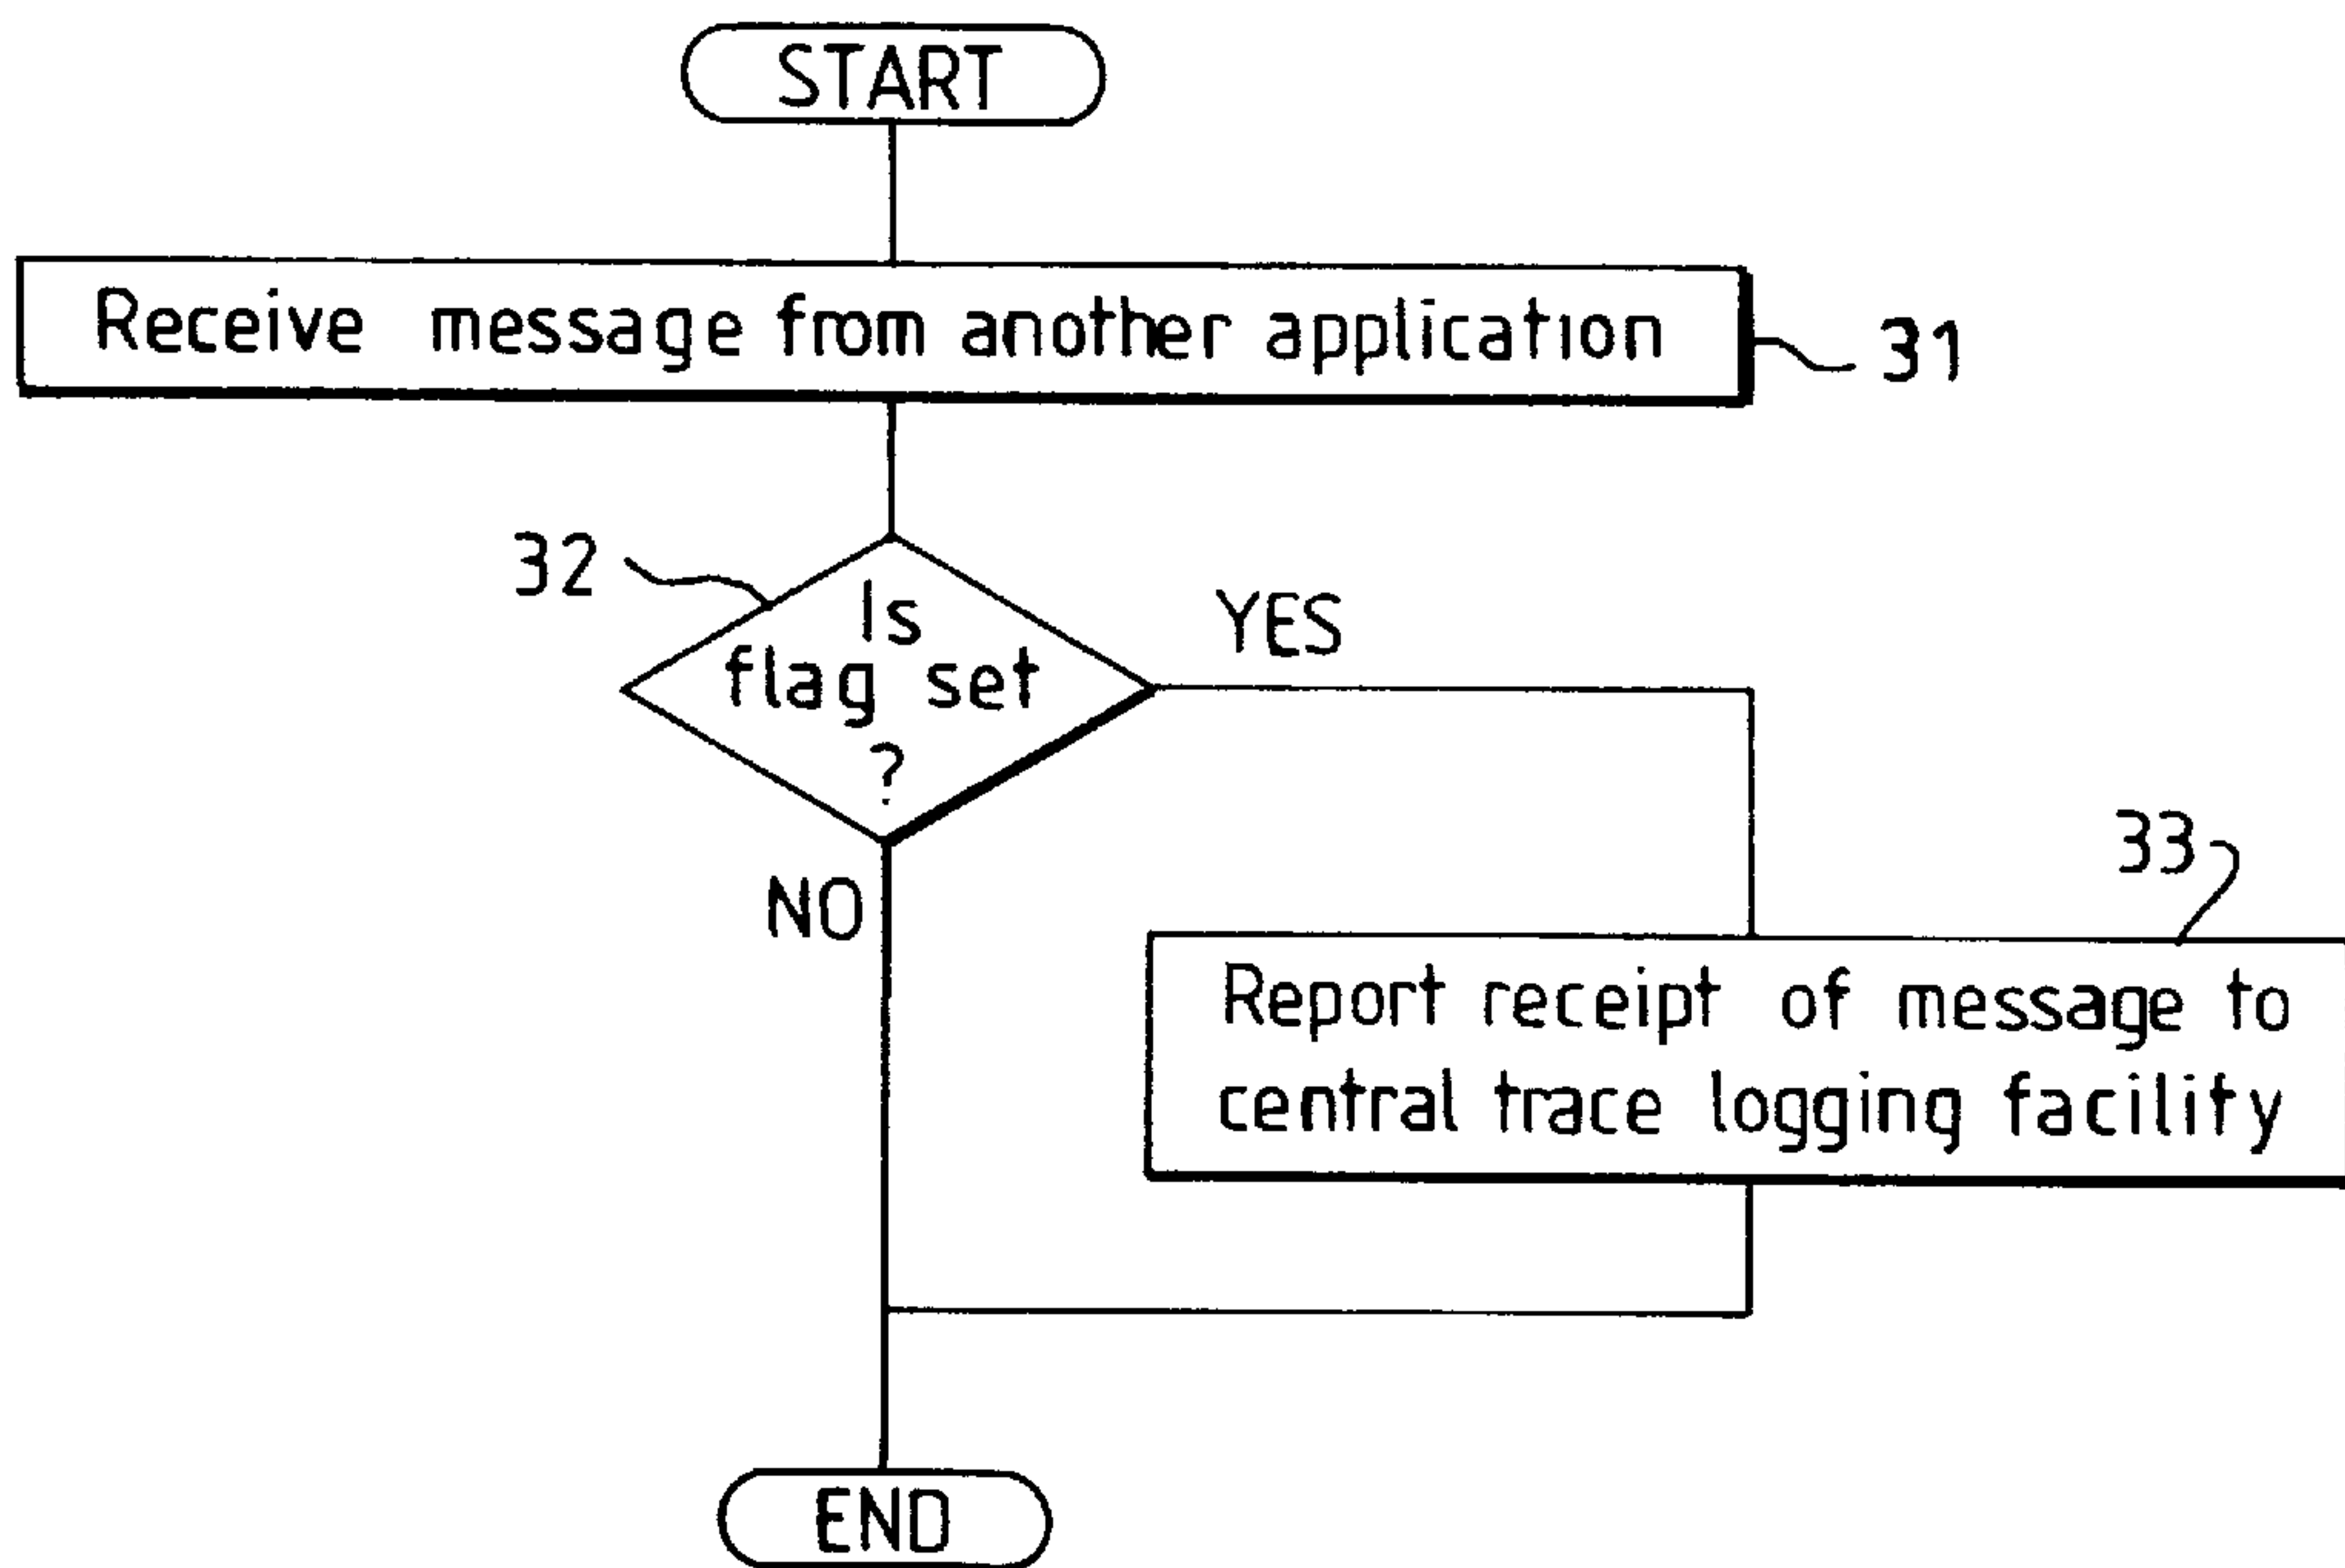 START
Receive message from another application
31
32
Is
flag set
?
YES
NO
33
Report receipt of message to
central trace logging facility
END